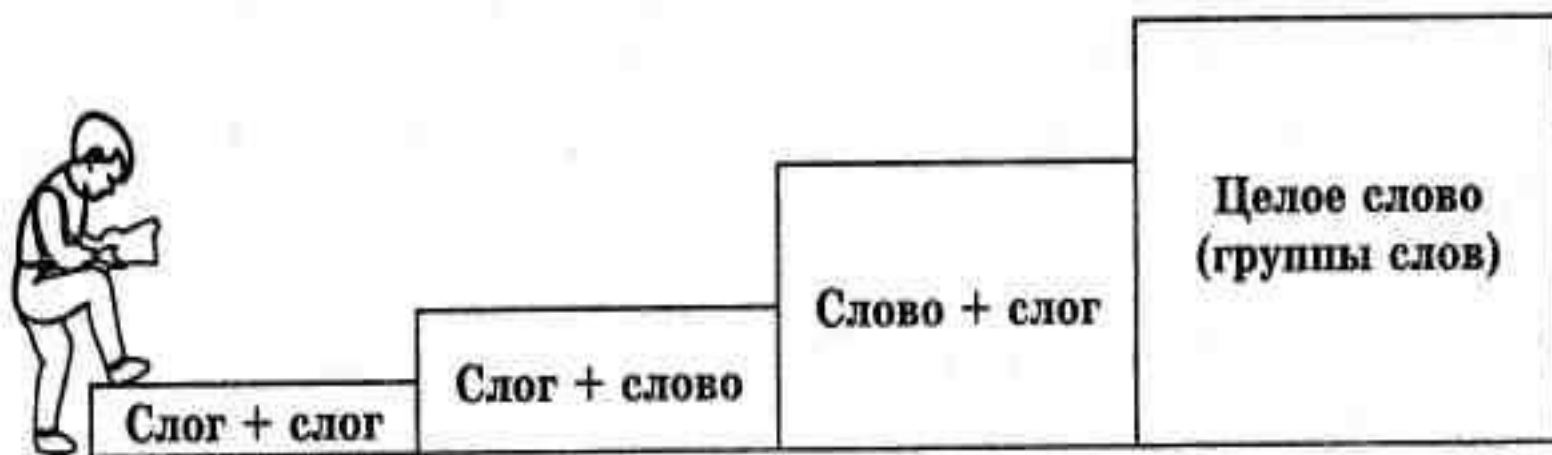 Слог + слог
Слог + слово
Слово + слог
Целое слово
(группы слов)